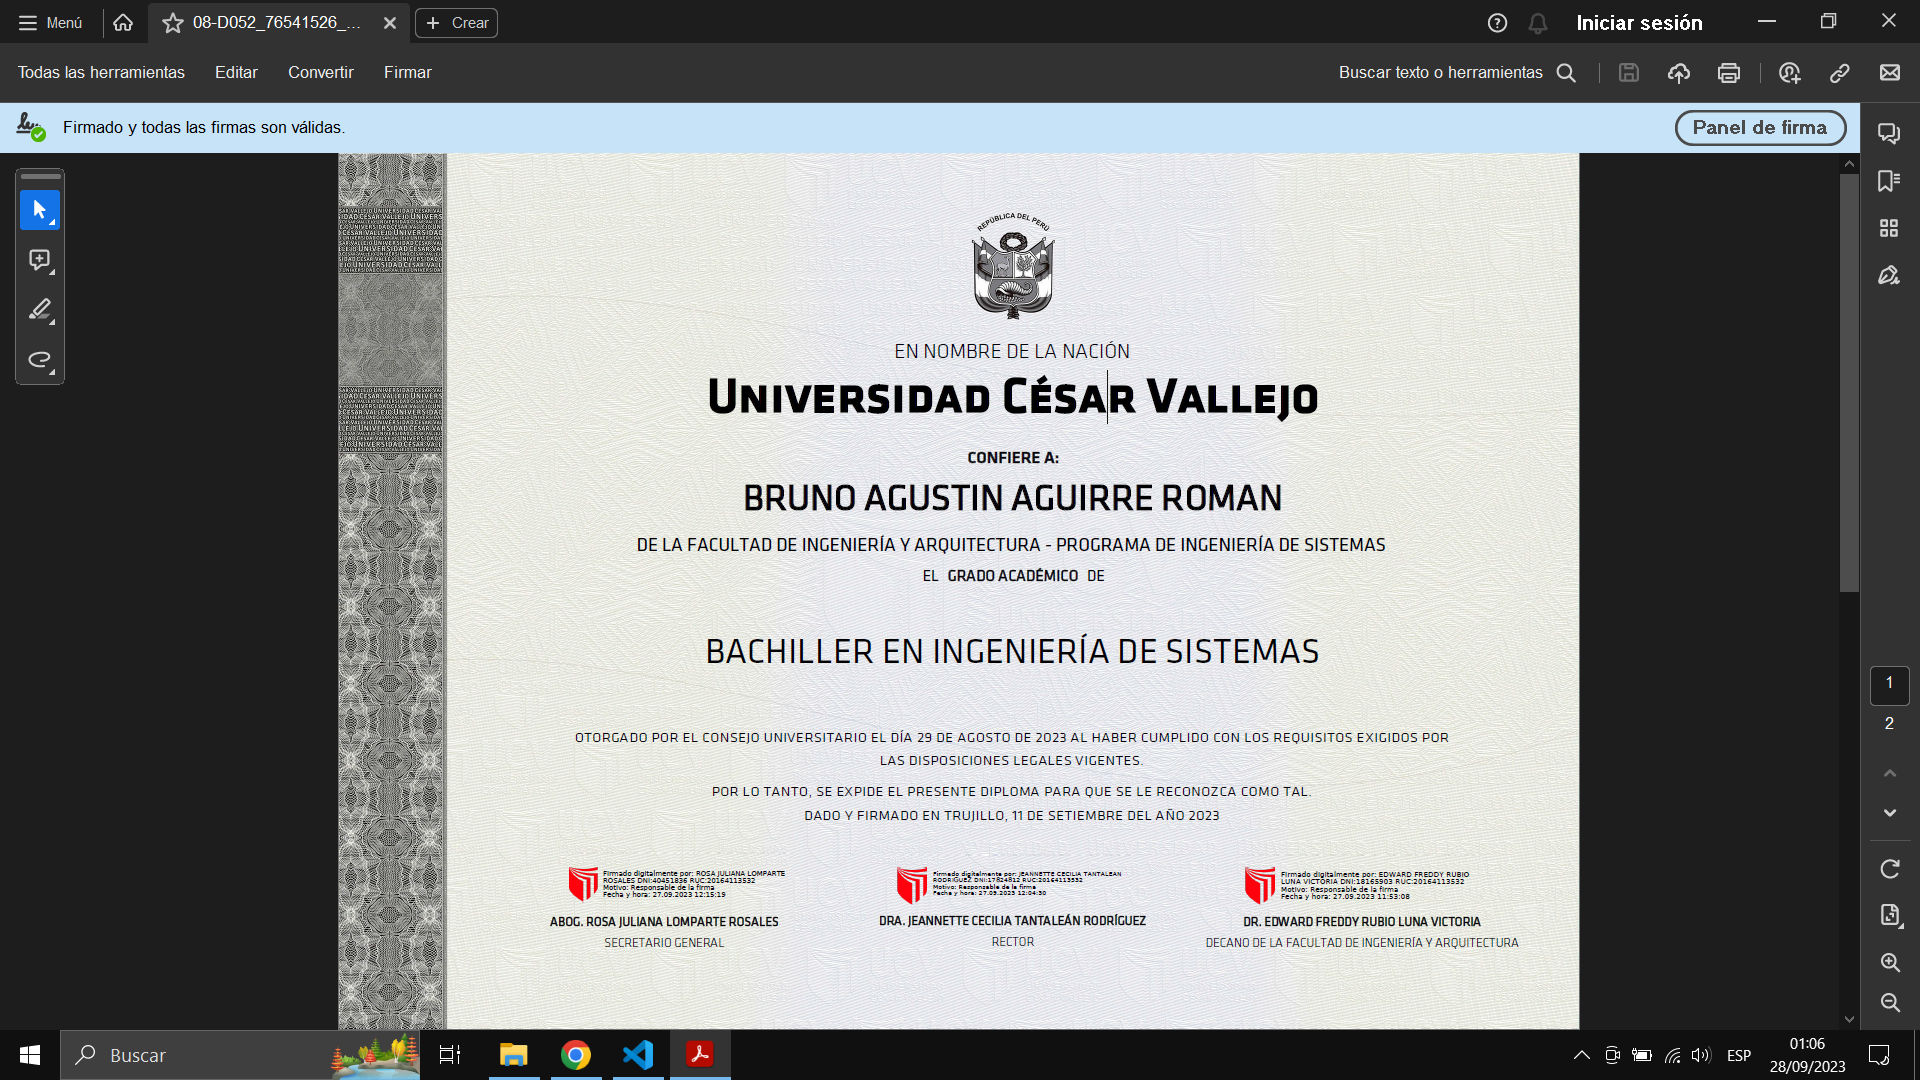 Menú
08-D052_76541526_...
Crear
Iniciar sesión
Todas las herramientas
Editar
Convertir
Firmar
Buscar texto o herramientas
Firmado y todas las firmas son válidas.
Panel de firma
REPÚBLICA DEL PERÚ
EN NOMBRE DE LA NACIÓN
UNIVERSIDAD CÉSAR VALLEJO
CONFIERE A:
BRUNO AGUSTIN AGUIRRE ROMAN
DE LA FACULTAD DE INGENIERÍA Y ARQUITECTURA - PROGRAMA DE INGENIERÍA DE SISTEMAS
EL GRADO ACADÉMICO DE
BACHILLER EN INGENIERÍA DE SISTEMAS
OTORGADO POR EL CONSEJO UNIVERSITARIO EL DÍA 29 DE AGOSTO DE 2023 AL HABER CUMPLIDO CON LOS REQUISITOS EXIGIDOS POR
LAS DISPOSICIONES LEGALES VIGENTES.
POR LO TANTO, SE EXPIDE EL PRESENTE DIPLOMA PARA QUE SE LE RECONOZCA COMO TAL.
DADO Y FIRMADO EN TRUJILLO, 11 DE SETIEMBRE DEL AÑO 2023
Firmado digitalmente por: ROSA JULIANA LOMPARTE
ROSALES DNI:40451836 RUC:20164113532
Motivo: Responsable de la firma
Fecha y hora: 27.09.2023 12:15:19
ABOG. ROSA JULIANA LOMPARTE ROSALES
SECRETARIO GENERAL
Firmado digitalmente por: JEANNETTE CECILIA TANTALEAN
RODRIGUEZ DNI:17824812 RUC:20164113532
Motivo: Responsable de la firma
Fecha y hora: 27.09.2023 12:04:30
DRA. JEANNETTE CECILIA TANTALEÁN RODRÍGUEZ
RECTOR
Firmado digitalmente por: EDWARD FREDDY RUBIO
LUNA VICTORIA DNI:18165903 RUC:20164113532
Motivo: Responsable de la firma
Fecha y hora: 27.09.2023 11:53:08
DR. EDWARD FREDDY RUBIO LUNA VICTORIA
DECANO DE LA FACULTAD DE INGENIERÍA Y ARQUITECTURA
1
2
Buscar
ESP
01:06
28/09/2023